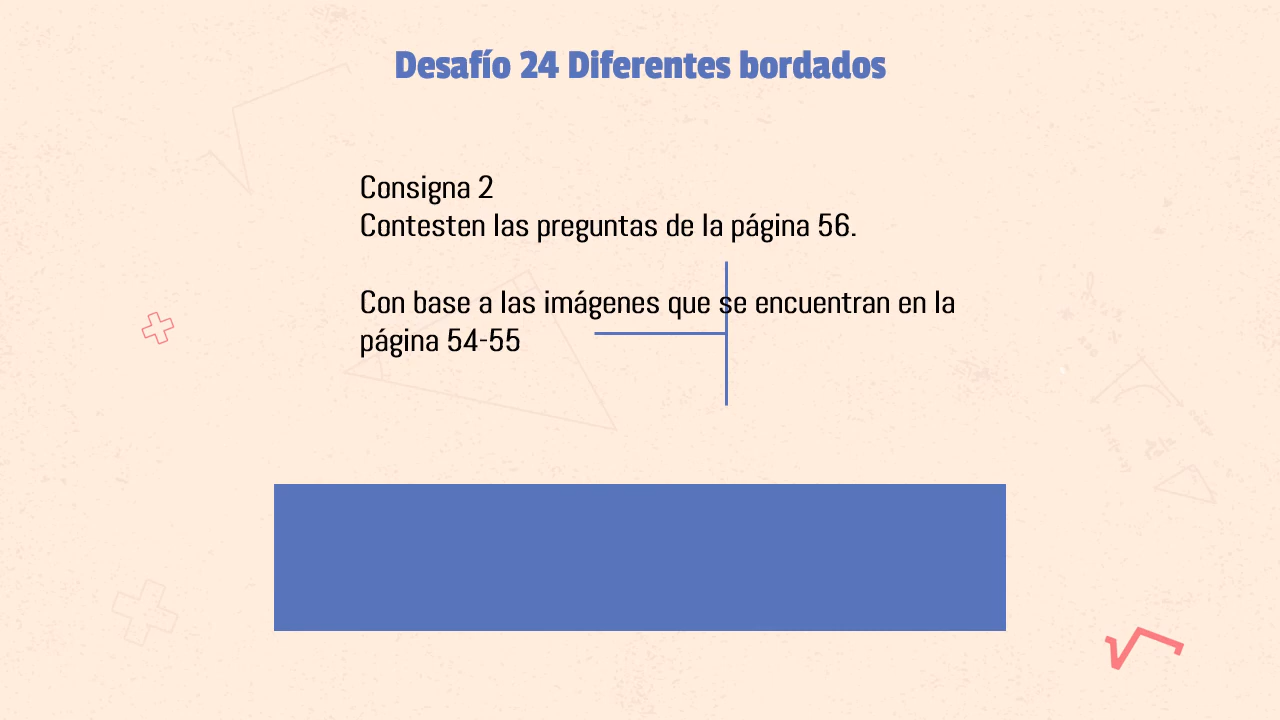 Desafío 24 Diferentes bordados
Consigna 2
Contesten las preguntas de la página 56.
Con base a las imágenes que se encuentran en la
página 54-55